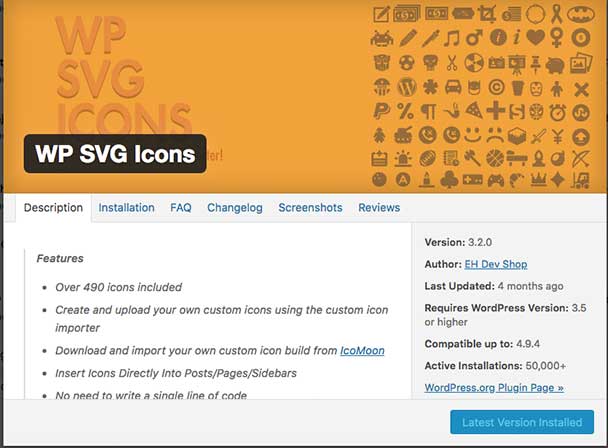 WP
SVG
ICONS
WP SVG Icons
der!
Description
Installation
FAQ
Changelog
Screenshots
Reviews
Features
Over 490 icons included
Create and upload your own custom icons using the custom icon
importer
Download and import your own custom icon build from IcoMoon
Insert Icons Directly Into Posts/Pages/Sidebars
No need to write a single line of code
Version: 3.2.0
Author: EH Dev Shop
Last Updated: 4 months ago
Requires WordPress Version: 3.5
or higher
Compatible up to: 4.9.4
Active Installations: 50,000+
WordPress.org Plugin Page »
Latest Version Installed